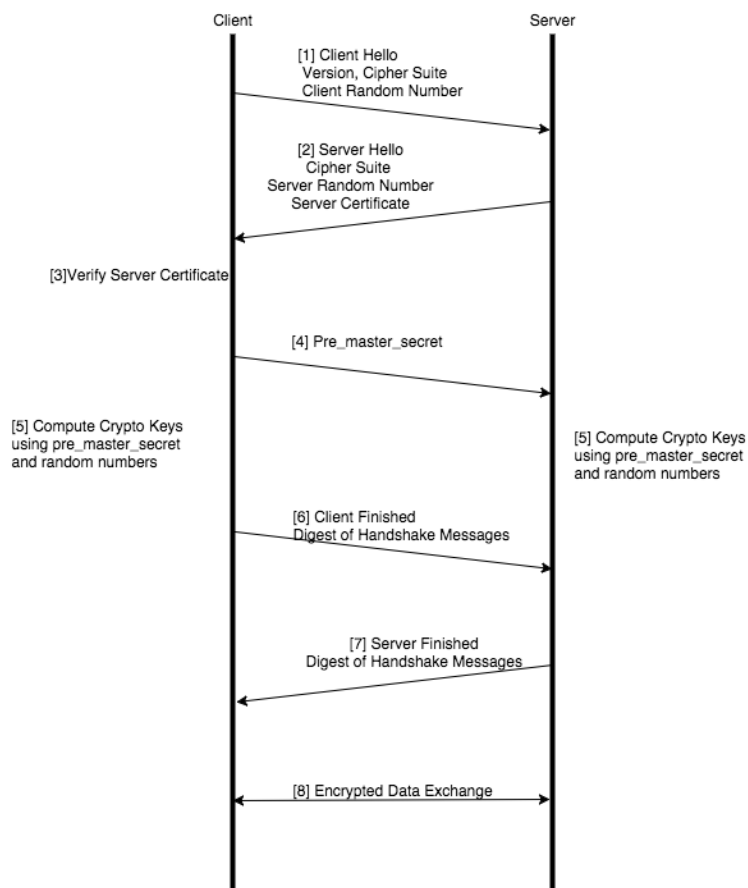 Client
Server
[1] Client Hello
Version, Cipher Suite
Client Random Number
[2] Server Hello
Cipher Suite
Server Random Number
Server Certificate
[3]Verify Server Certificate
[4] Pre_master_secret
[5] Compute Crypto Keys
using pre_master_secret
and random numbers
[5] Compute Crypto Keys
using pre_master_secret
and random numbers
[6] Client Finished
Digest of Handshake Messages
[7] Server Finished
Digest of Handshake Messages
[8] Encrypted Data Exchange